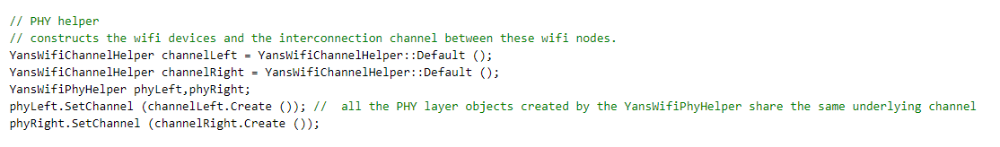 // PHY helper
// constructs the wifi devices and the interconnection channel between these wifi nodes.
YansWifiChannelHelper channelLeft = YansWifiChannelHelper::Default ();
YansWifiChannelHelper channelRight = YansWifiChannelHelper::Default ();
YansWifiPhyHelper phyLeft,phyRight;
phyLeft.SetChannel (channelLeft.Create ()); //  all the PHY layer objects created by the YansWifiPhyHelper share the same underlying channel
phyRight.SetChannel (channelRight.Create ());